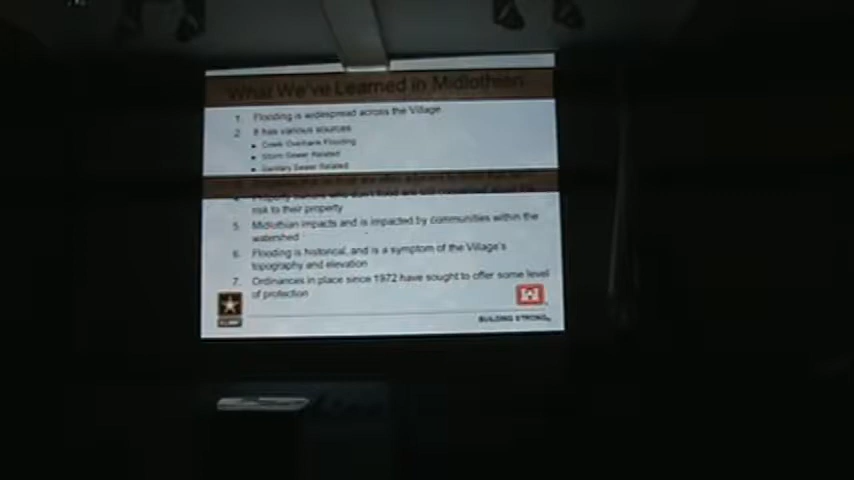 What We've Learned in Midlothian
1. Flooding is widespread across the Village
2. It has various sources
Creek Overbank Flooding
Storm Sewer Related
Sanitary Sewer Related
3.
4. Property owners who don't flood are still concerned about the
risk to their property
5. Midlothian impacts and is impacted by communities within the
watershed
6. Flooding is historical, and is a symptom of the Village's
topography and elevation
7. Ordinances in place since 1972 have sought to offer some level
of protection
BUILDING STRONG®